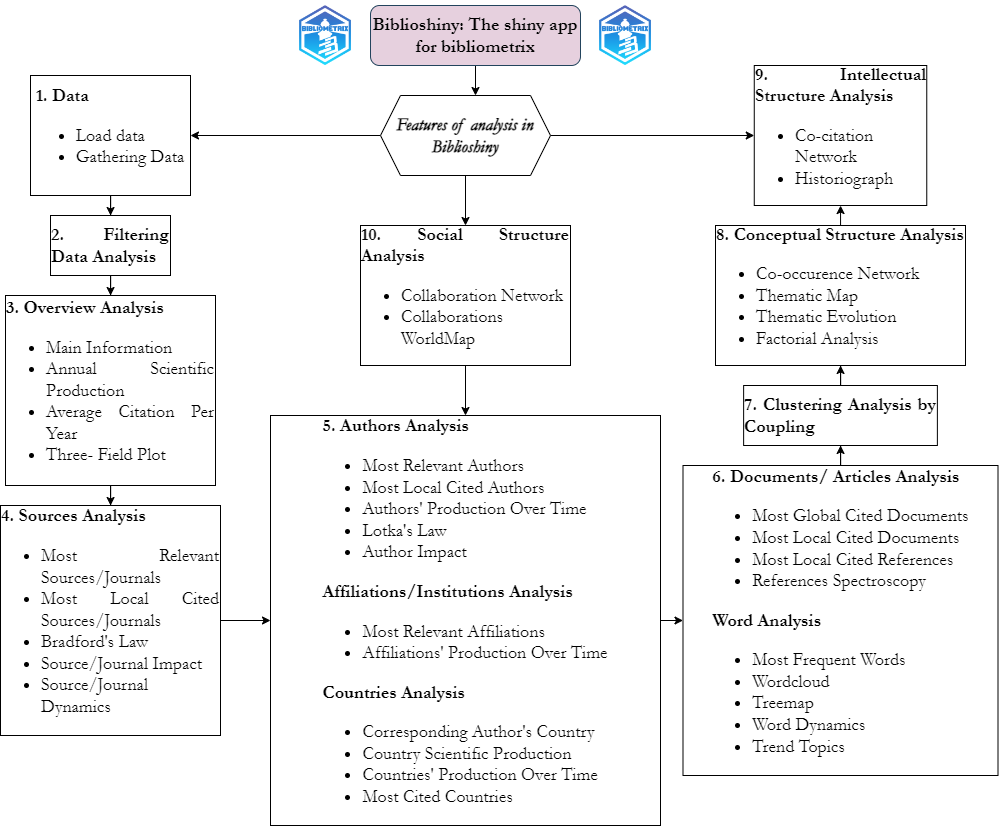 BIBLIOMETRIX
Biblioshiny: The shiny app
for bibliometrix
BIBLIOMETRIX
Features of analysis in
Biblioshiny
1. Data
Load data
Gathering Data
2. Filtering
Data Analysis
3. Overview Analysis
Main Information
Annual Scientific
Production
Average Citation Per
Year
Three- Field Plot
4. Sources Analysis
Most Relevant
Sources/Journals
Most Local Cited
Sources/Journals
Bradford's Law
Source/Journal Impact
Source/Journal
Dynamics
10. Social Structure
Analysis
Collaboration Network
Collaborations
WorldMap
5. Authors Analysis
Most Relevant Authors
Most Local Cited Authors
Authors' Production Over Time
Lotka's Law
Author Impact
Affiliations/Institutions Analysis
Most Relevant Affiliations
Affiliations' Production Over Time
Countries Analysis
Corresponding Author's Country
Country Scientific Production
Countries' Production Over Time
Most Cited Countries
9. Intellectual
Structure Analysis
Co-citation
Network
Historiograph
8. Conceptual Structure Analysis
Co-occurence Network
Thematic Map
Thematic Evolution
Factorial Analysis
7. Clustering Analysis by
Coupling
6. Documents/ Articles Analysis
Most Global Cited Documents
Most Local Cited Documents
Most Local Cited References
References Spectroscopy
Word Analysis
Most Frequent Words
Wordcloud
Treemap
Word Dynamics
Trend Topics